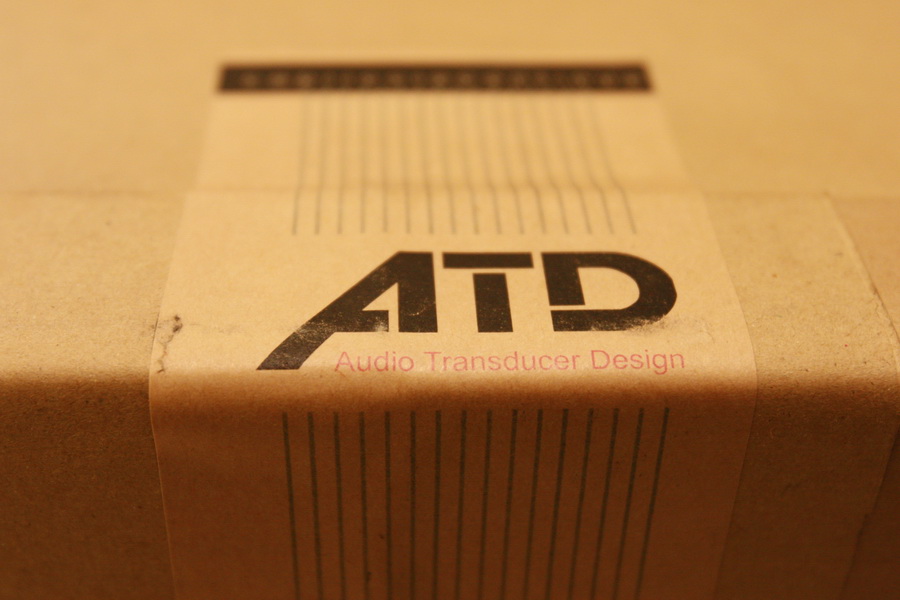 ATD
Audio Transducer Design